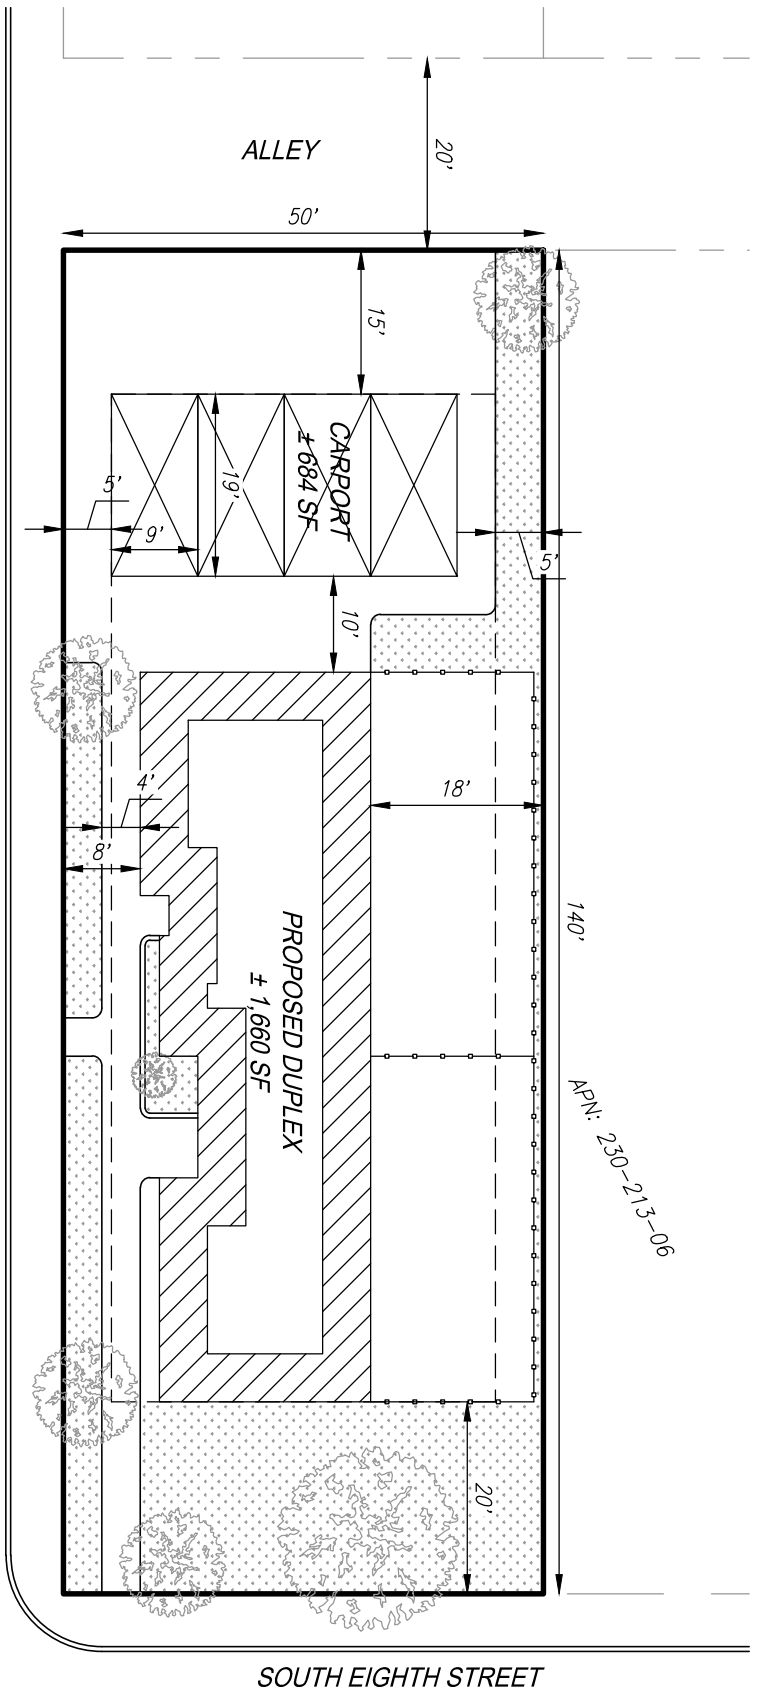 ALLEY
20'
50'
15'
CARPORT
± 684 SF
19'
5'
9'
5'
10'
4'
18'
8'
140'
PROPOSED DUPLEX
± 1,660 SF
APN: 230-213-06
20'
SOUTH EIGHTH STREET